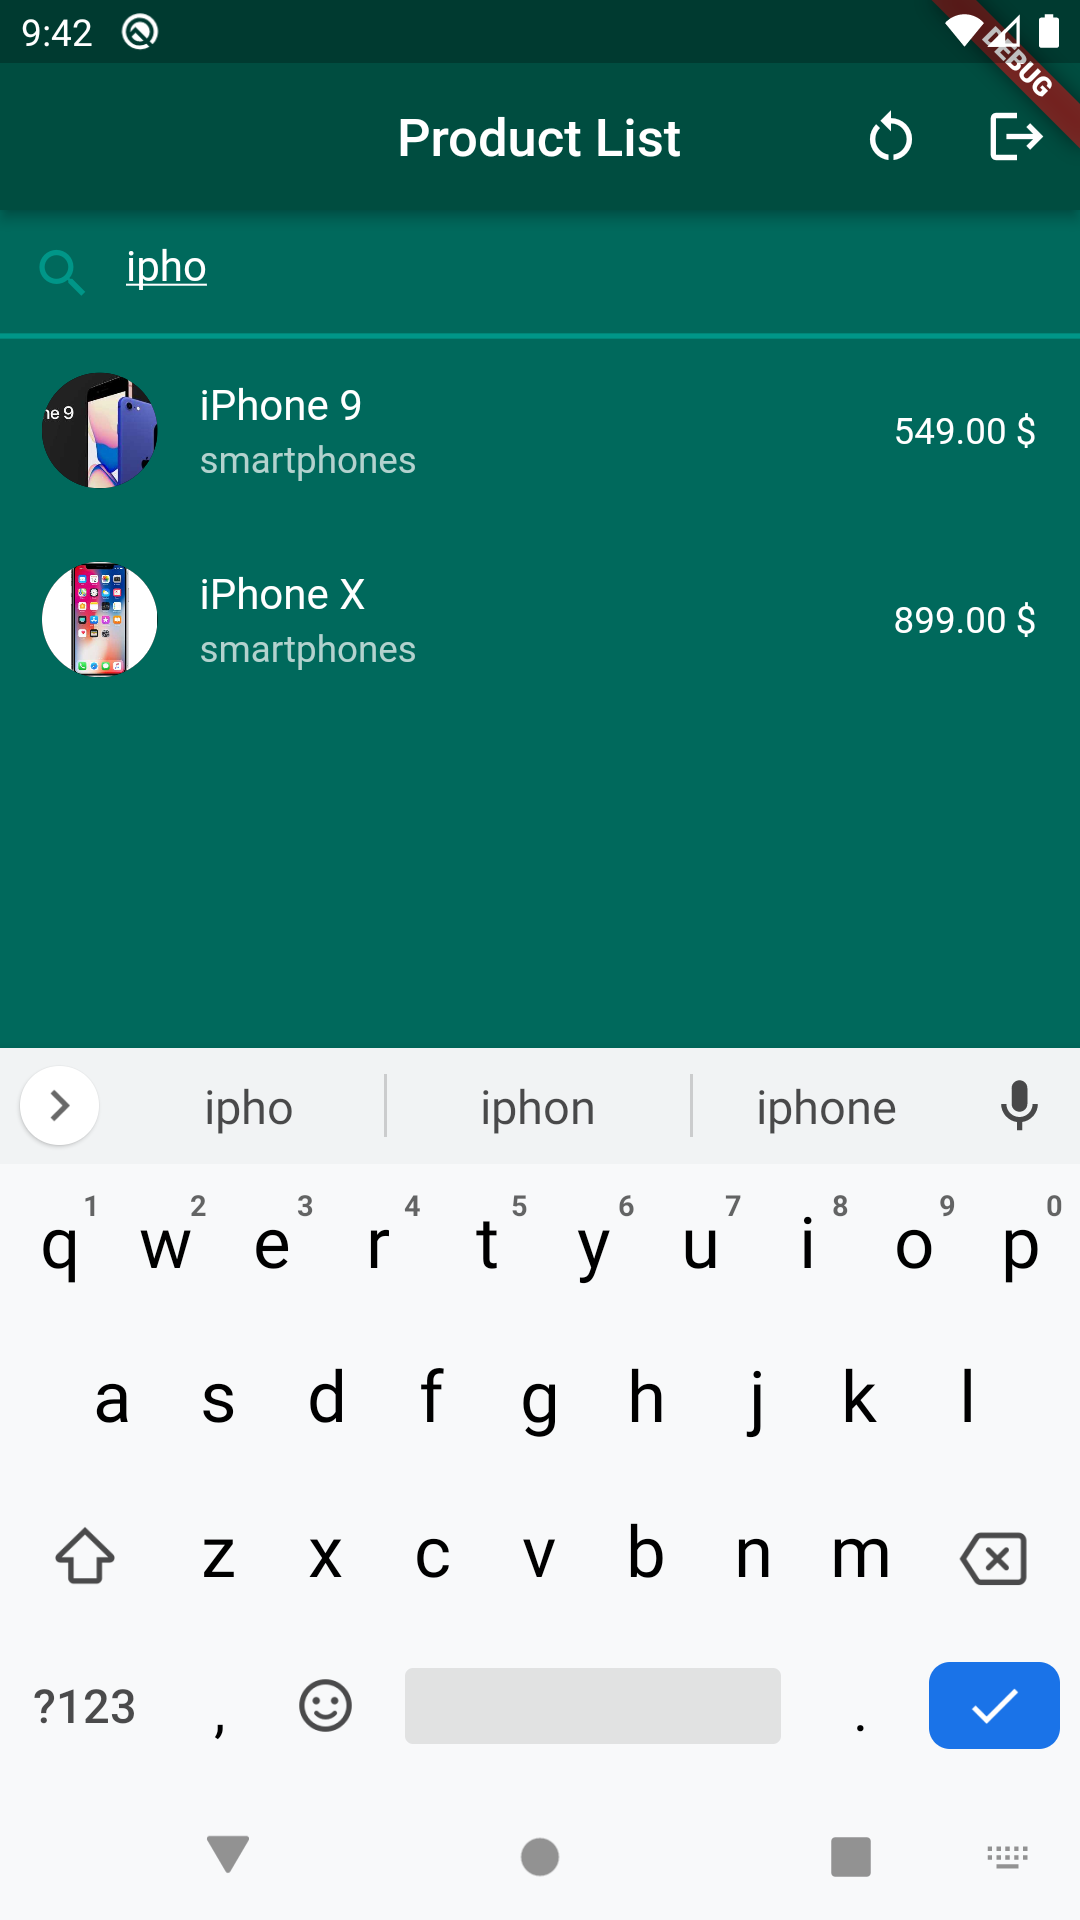 9:42
DEBUG
Product List
ipho
ne 9
iPhone 9
smartphones
549.00 $
iPhone X
smartphones
899.00 $
ipho iphon iphone
1 2 3 4 5 6 7 8 9 0
q w e r t y u i o p
a s d f g h j k l
z x c v b n m
?123 , .